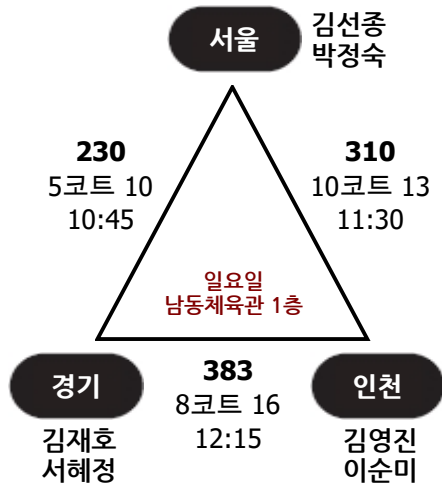 서울
김선종
박정숙
230
5코트 10
10:45
310
10코트 13
11:30
일요일
남동체육관 1층
경기
김재호
서혜정
383
8코트 16
12:15
인천
김영진
이순미